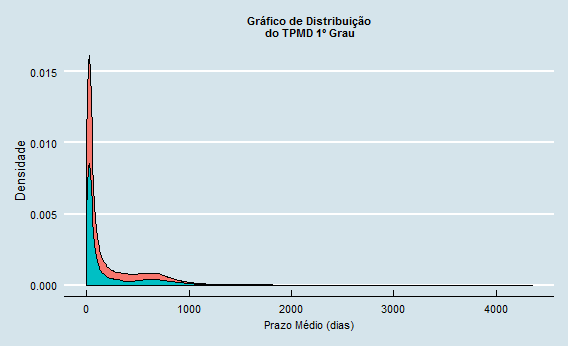 Gráfico de Distribuição
do TPMD 1º Grau
0.015
0.010
0.005
0.000
Densidade
0
1000
2000
3000
4000
Prazo Médio (dias)